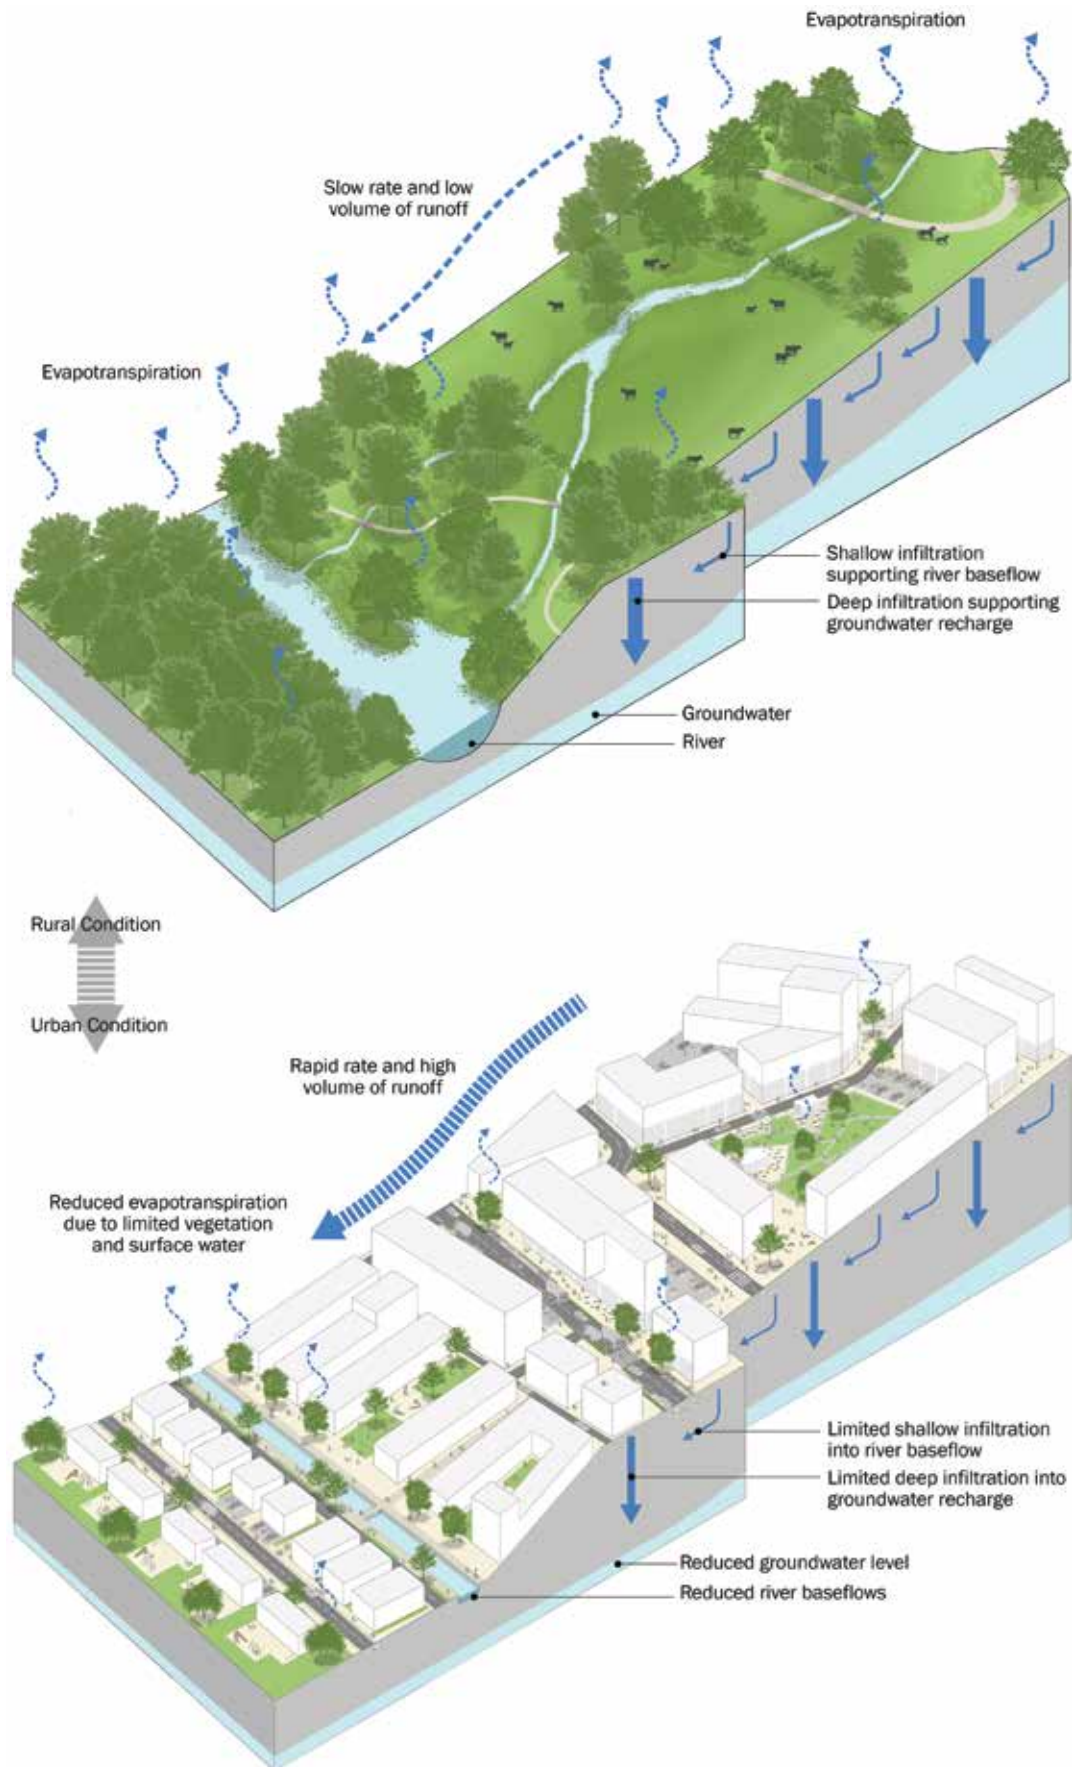 Evapotranspiration
Slow rate and low
volume of runoff
Evapotranspiration
Shallow infiltration
supporting river baseflow
Deep infiltration supporting
groundwater recharge
Groundwater
River
Rural Condition
Urban Condition
Rapid rate and high
volume of runoff
Reduced evapotranspiration
due to limited vegetation
and surface water
Limited shallow infiltration
into river baseflow
Limited deep infiltration into
groundwater recharge
Reduced groundwater level
Reduced river baseflows